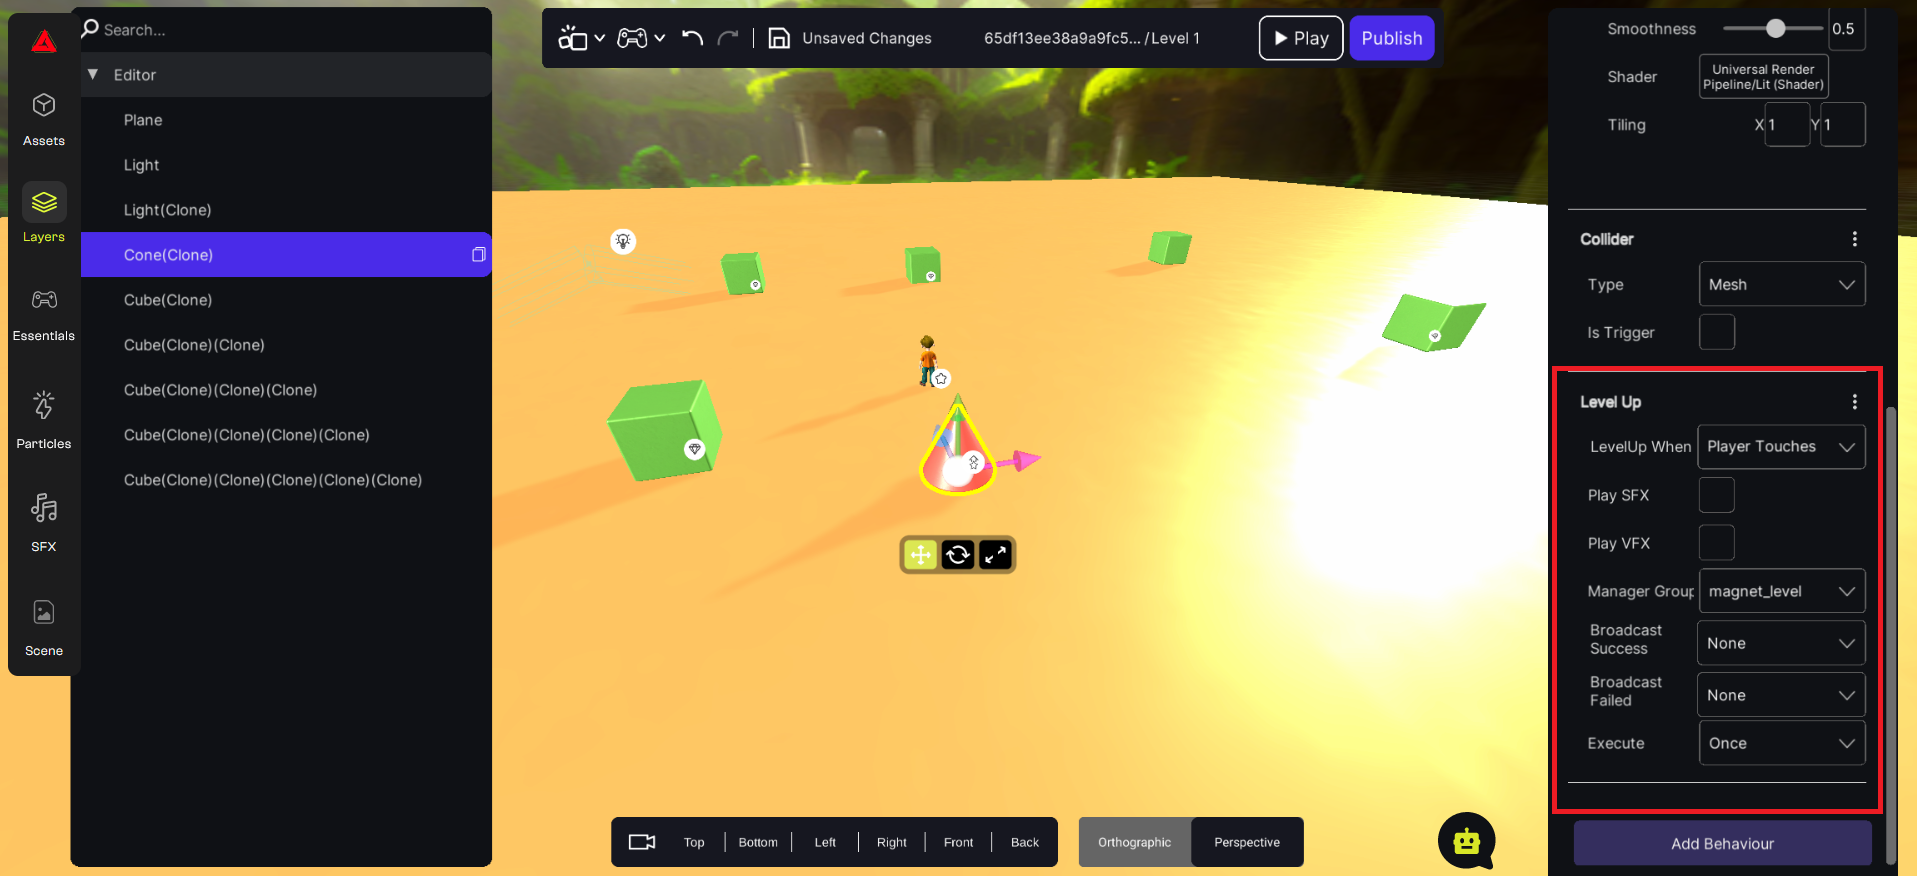 Assets
Layers
Essentials
Particles
SFX
Scene
Search...
Editor
Plane
Light
Light(Clone)
Cone(Clone)
Cube(Clone)
Cube(Clone)(Clone)
Cube(Clone)(Clone)(Clone)
Cube(Clone)(Clone)(Clone)(Clone)
Cube(Clone)(Clone)(Clone)(Clone)(Clone)
Unsaved Changes
65df13ee38a9a9fc5... / Level 1
Play
Publish
Top
Bottom
Left
Right
Front
Back
Orthographic
Perspective
Smoothness 0.5
Shader
Universal Render
Pipeline/Lit (Shader)
Tiling X 1 Y 1
Collider
Type Mesh
Is Trigger
Level Up
LevelUp When Player Touches
Play SFX
Play VFX
Manager Group magnet_level
Broadcast
Success
None
Broadcast
Failed
None
Execute Once
Add Behaviour